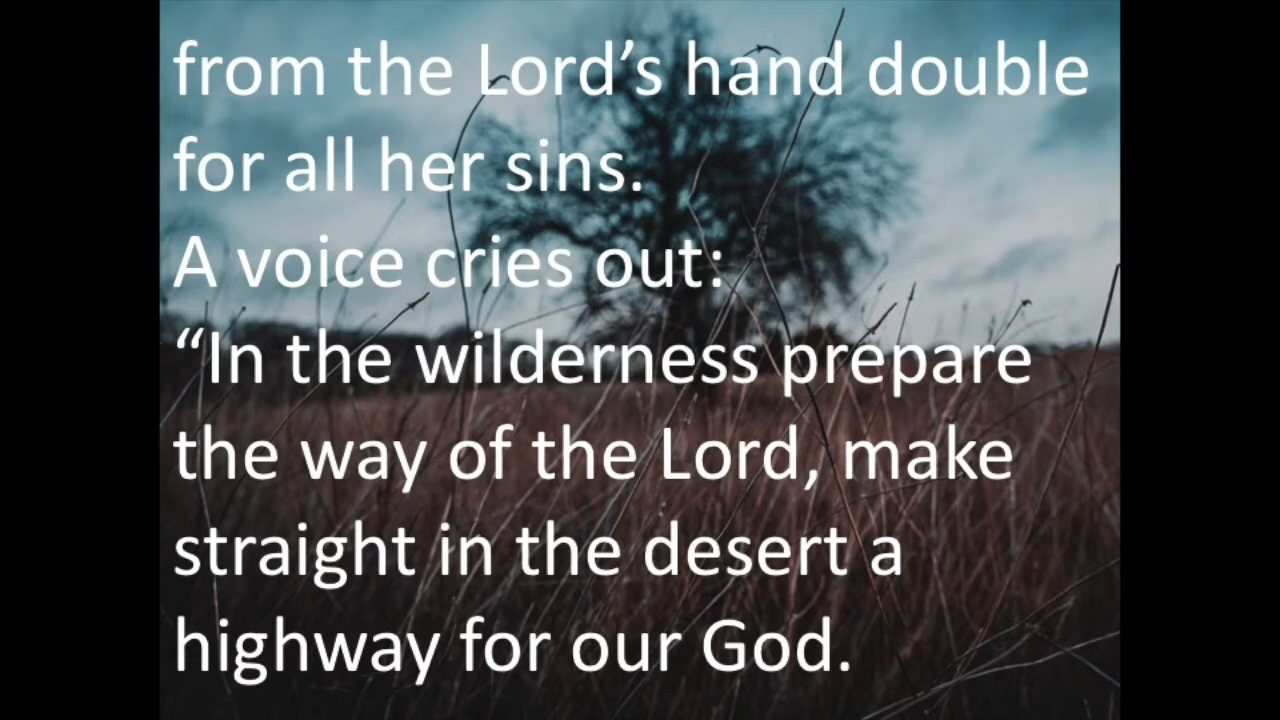 from the Lord’s hand double
for all her sins.
A voice cries out:
“In the wilderness prepare
the way of the Lord, make
straight in the desert a
highway for our God.